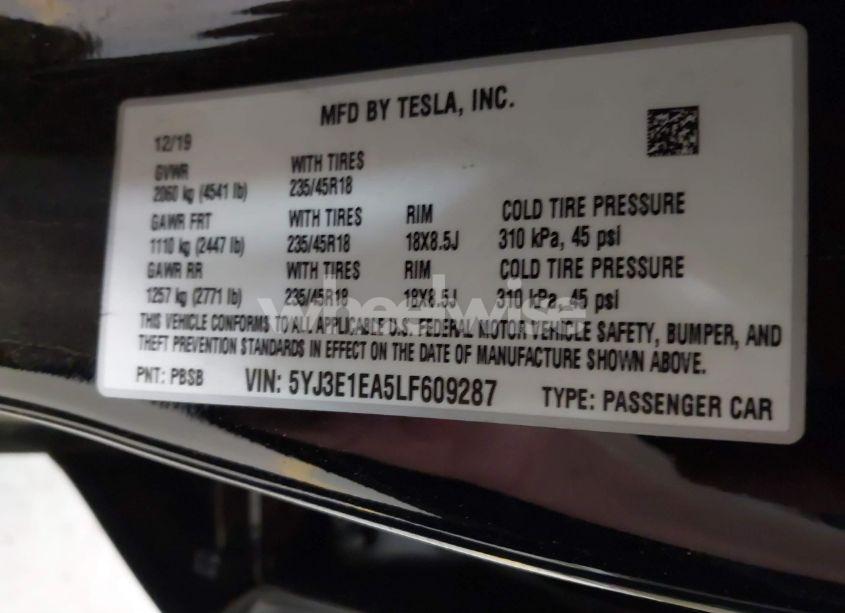 MFD BY TESLA, INC.
12/19
GVWR WITH TIRES
2060 kg (4541 lb) 235/45R18
GAWR FRT WITH TIRES RIM COLD TIRE PRESSURE
1110 kg (2447 lb) 235/45R18 18X8.5J 310 kPa, 45 psi
GAWR RR WITH TIRES RIM COLD TIRE PRESSURE
1257 kg (2771 lb) 235/45R18 18X8.5J 310 kPa, 45 psi
wheelwise
THIS VEHICLE CONFORMS TO ALL APPLICABLE U.S. FEDERAL MOTOR VEHICLE SAFETY, BUMPER, AND
THEFT PREVENTION STANDARDS IN EFFECT ON THE DATE OF MANUFACTURE SHOWN ABOVE.
PNT: PBSB VIN: 5YJ3E1EA5LF609287 TYPE: PASSENGER CAR